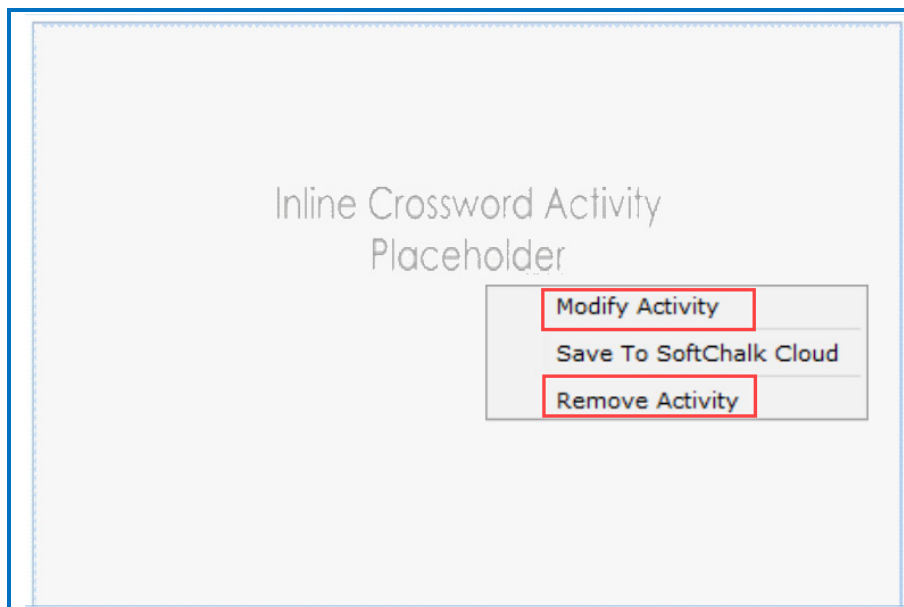 Inline Crossword Activity
Placeholder
Modify Activity
Save To SoftChalk Cloud
Remove Activity